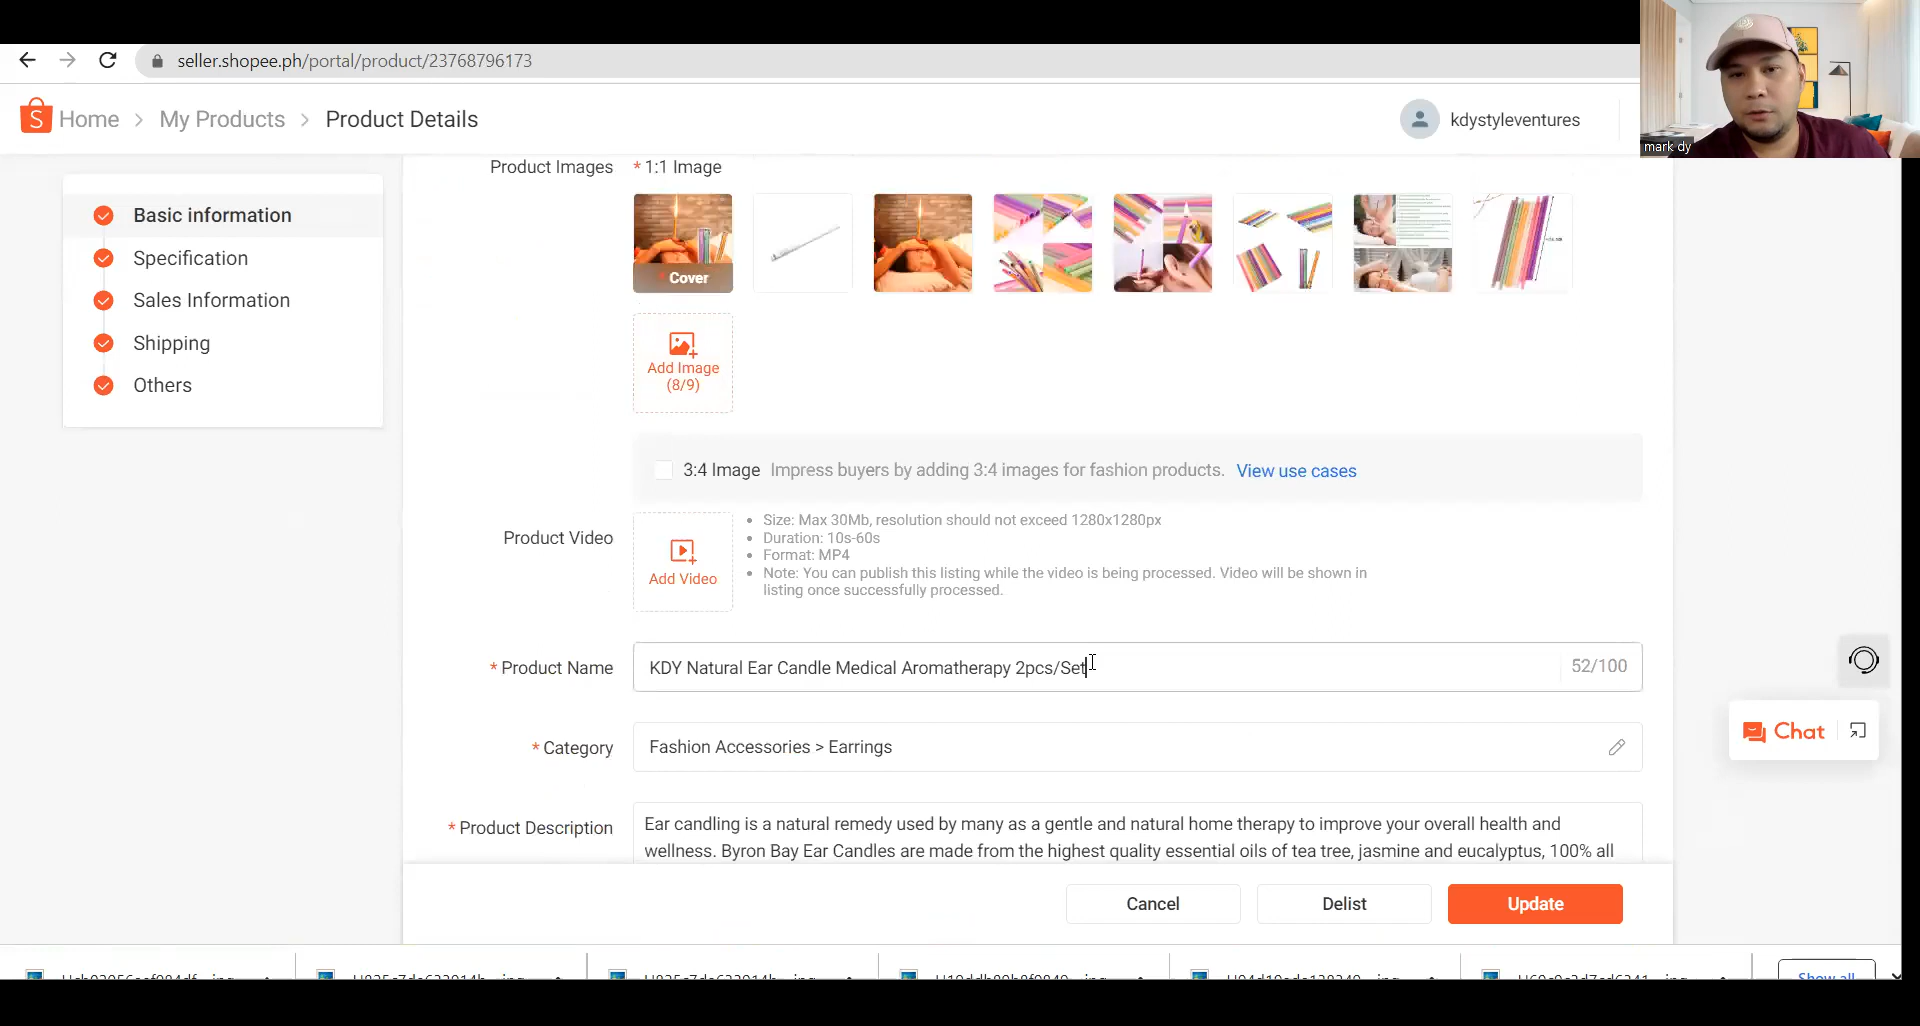 seller.shopee.ph/portal/product/23768796173
Home > My Products > Product Details
kdystyleventures
mark dy
Basic information
Specification
Sales Information
Shipping
Others
Product Images * 1:1 Image
* Cover
Add Image
(8/9)
3:4 Image Impress buyers by adding 3:4 images for fashion products. View use cases
Product Video
Add Video
• Size: Max 30Mb, resolution should not exceed 1280x1280px
• Duration: 10s-60s
• Format: MP4
• Note: You can publish this listing while the video is being processed. Video will be shown in
listing once successfully processed.
* Product Name KDY Natural Ear Candle Medical Aromatherapy 2pcs/Set 52/100
* Category Fashion Accessories > Earrings
Chat
* Product Description Ear candling is a natural remedy used by many as a gentle and natural home therapy to improve your overall health and
wellness. Byron Bay Ear Candles are made from the highest quality essential oils of tea tree, jasmine and eucalyptus, 100% all
Cancel Delist Update
Show all